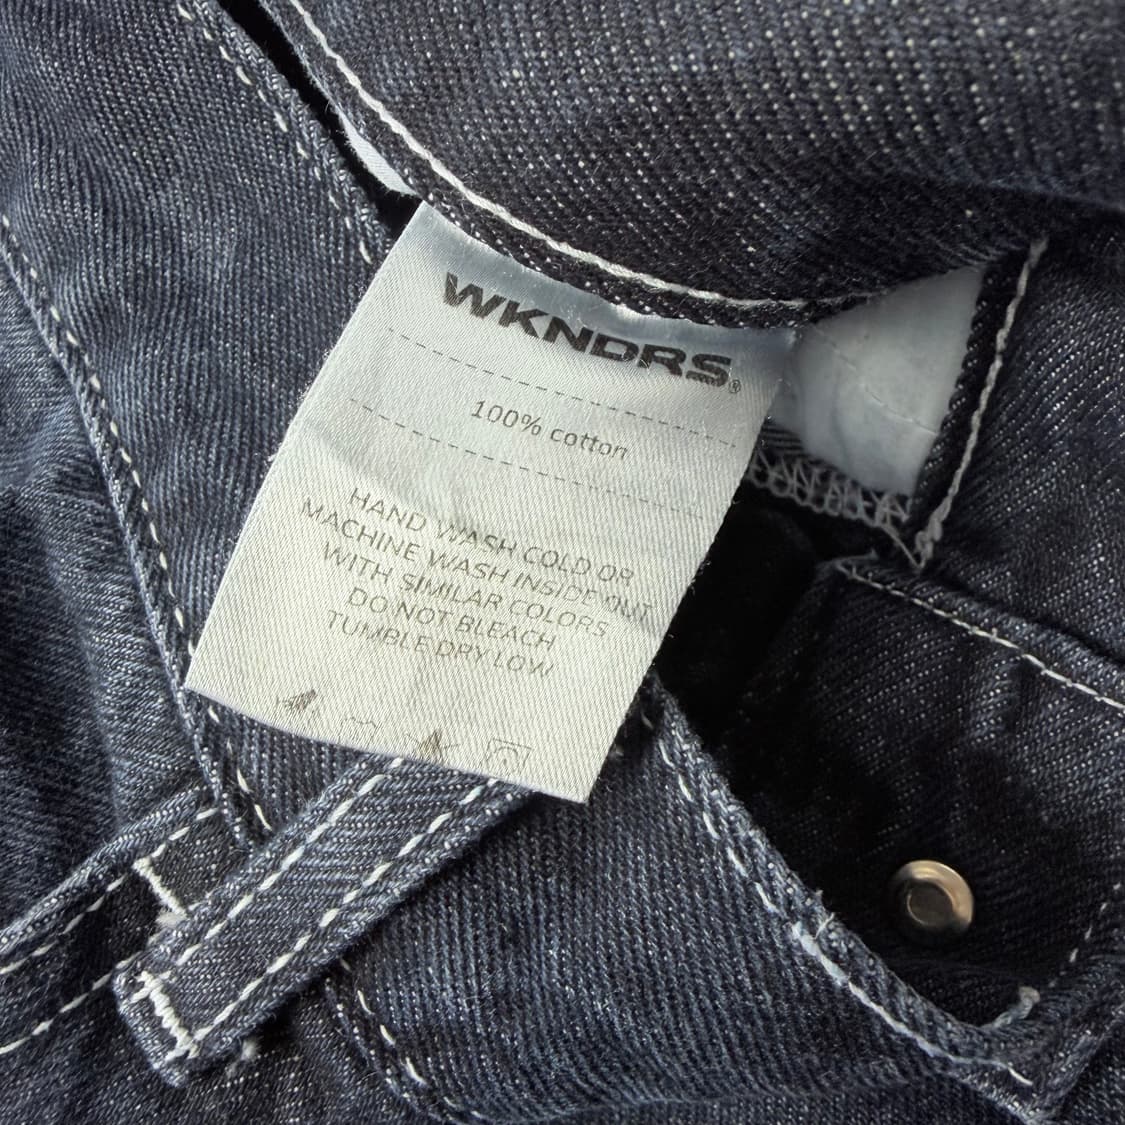 WKNDRS®
100% cotton
HAND WASH COLD OR
MACHINE WASH INSIDE OUT
WITH SIMILAR COLORS
DO NOT BLEACH
TUMBLE DRY LOW